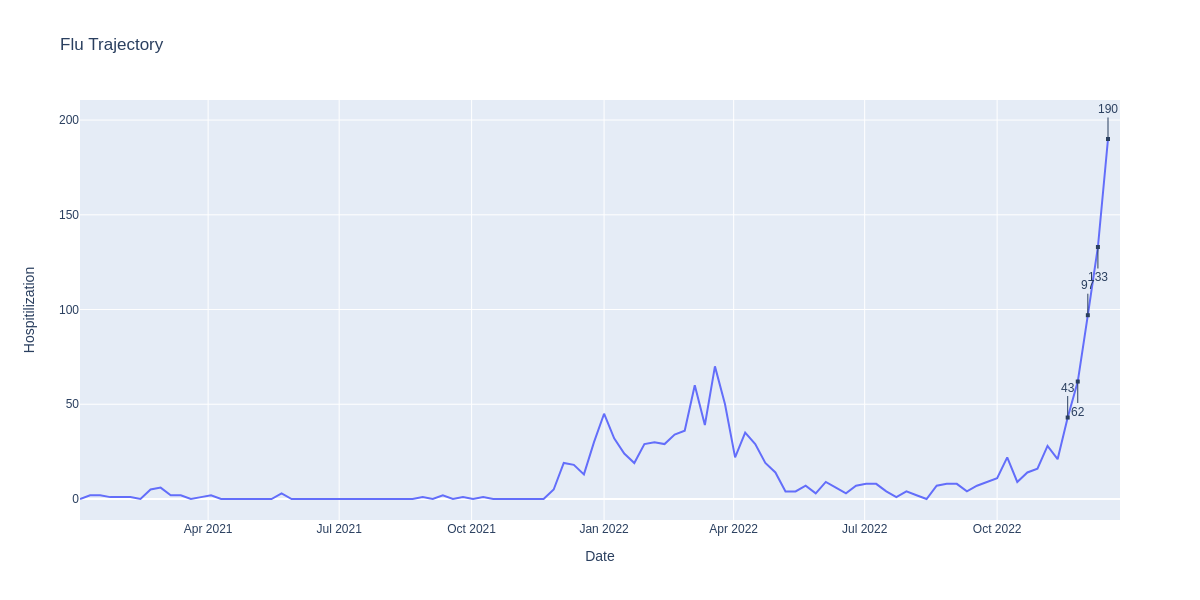 Flu Trajectory
190
200
150
133
97
100
43
62
50
0
Hospitilization
Apr 2021
Jul 2021
Oct 2021
Jan 2022
Apr 2022
Jul 2022
Oct 2022
Date